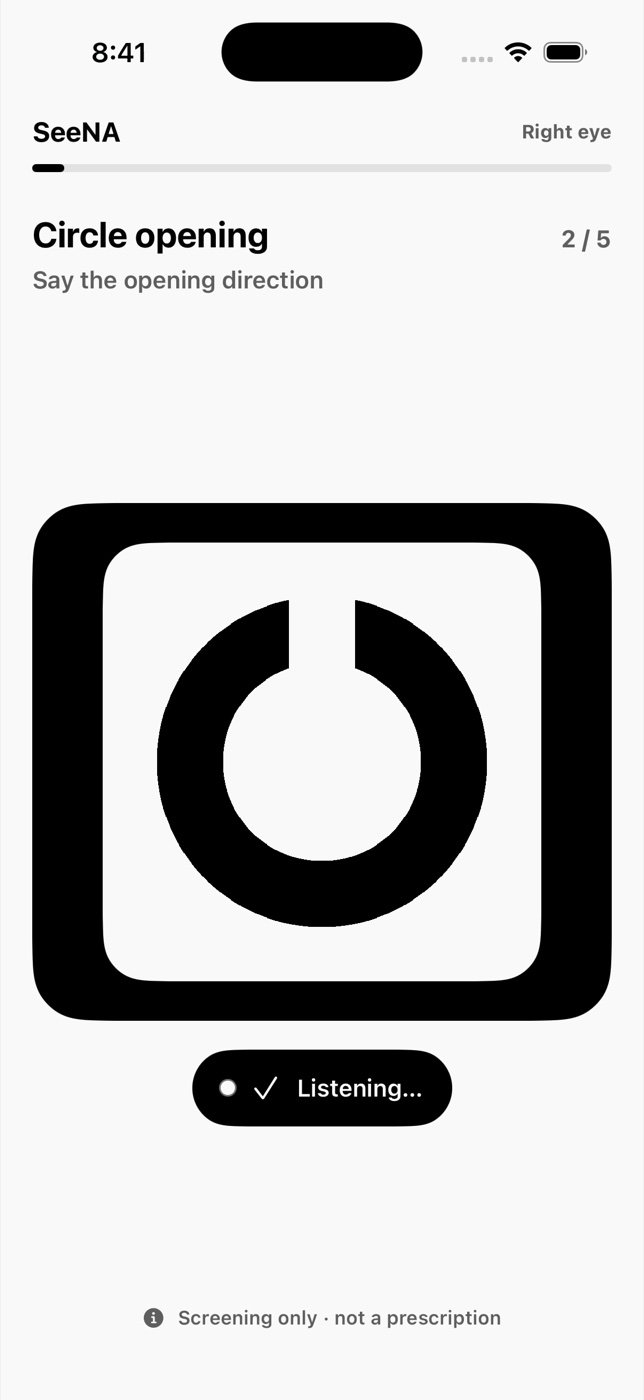 8:41
SeeNA
Right eye
Circle opening
2 / 5
Say the opening direction
Listening...
Screening only · not a prescription